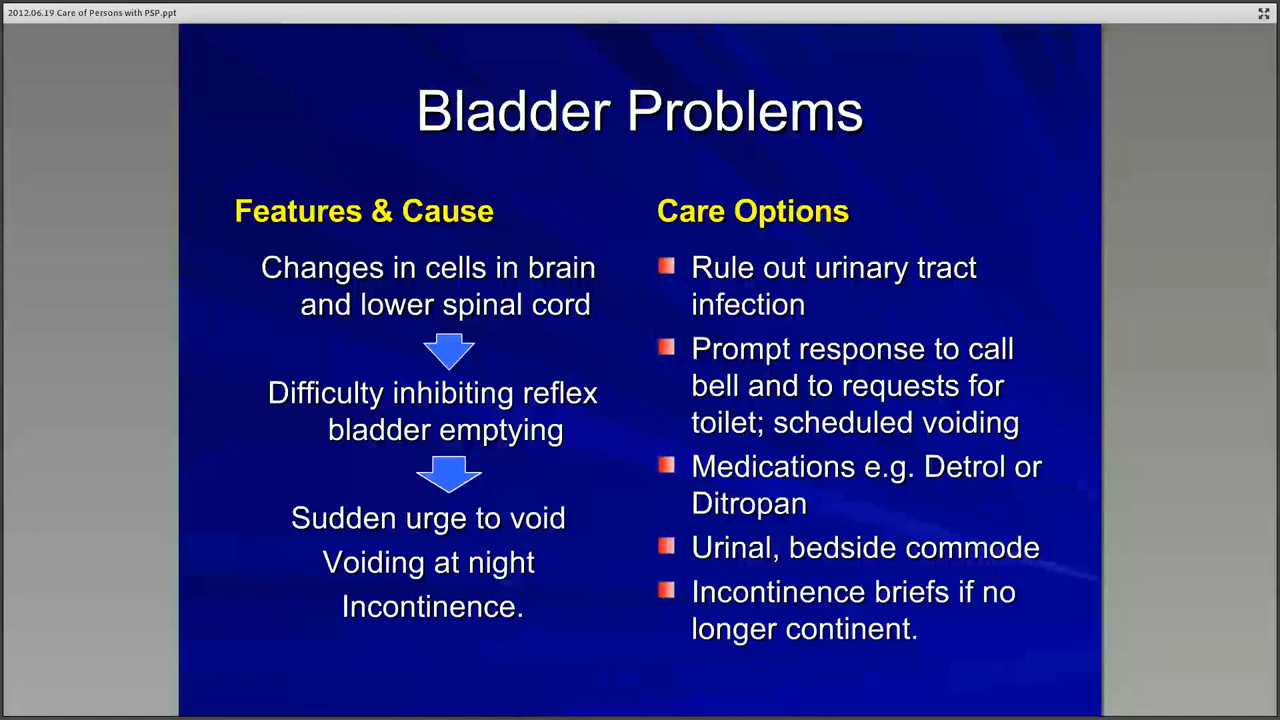 2012.06.19 Care of Persons with PSP.ppt
Bladder Problems
Features & Cause
Changes in cells in brain
and lower spinal cord
Difficulty inhibiting reflex
bladder emptying
Sudden urge to void
Voiding at night
Incontinence.
Care Options
Rule out urinary tract
infection
Prompt response to call
bell and to requests for
toilet; scheduled voiding
Medications e.g. Detrol or
Ditropan
Urinal, bedside commode
Incontinence briefs if no
longer continent.